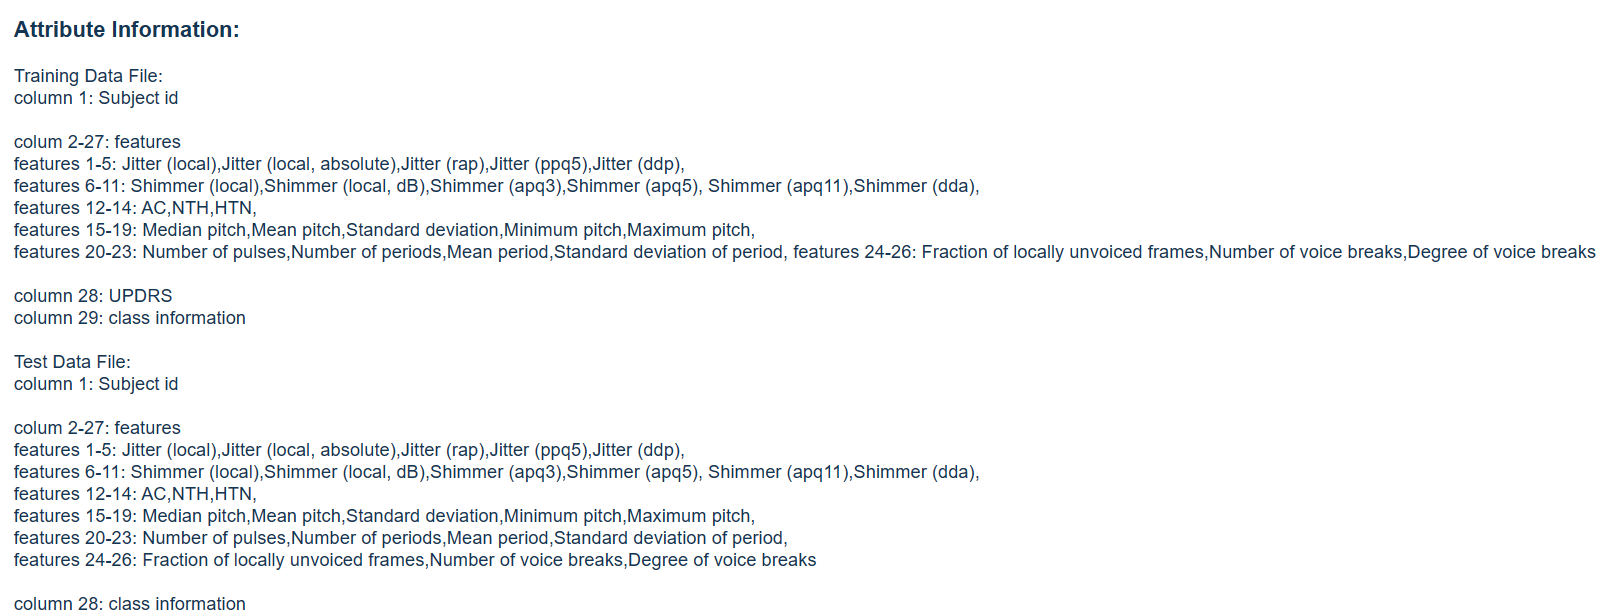 Attribute Information:
Training Data File:
column 1: Subject id
colum 2-27: features
features 1-5: Jitter (local),Jitter (local, absolute),Jitter (rap),Jitter (ppq5),Jitter (ddp),
features 6-11: Shimmer (local),Shimmer (local, dB),Shimmer (apq3),Shimmer (apq5), Shimmer (apq11),Shimmer (dda),
features 12-14: AC,NTH,HTN,
features 15-19: Median pitch,Mean pitch,Standard deviation,Minimum pitch,Maximum pitch,
features 20-23: Number of pulses,Number of periods,Mean period,Standard deviation of period, features 24-26: Fraction of locally unvoiced frames,Number of voice breaks,Degree of voice breaks
column 28: UPDRS
column 29: class information
Test Data File:
column 1: Subject id
colum 2-27: features
features 1-5: Jitter (local),Jitter (local, absolute),Jitter (rap),Jitter (ppq5),Jitter (ddp),
features 6-11: Shimmer (local),Shimmer (local, dB),Shimmer (apq3),Shimmer (apq5), Shimmer (apq11),Shimmer (dda),
features 12-14: AC,NTH,HTN,
features 15-19: Median pitch,Mean pitch,Standard deviation,Minimum pitch,Maximum pitch,
features 20-23: Number of pulses,Number of periods,Mean period,Standard deviation of period,
features 24-26: Fraction of locally unvoiced frames,Number of voice breaks,Degree of voice breaks
column 28: class information